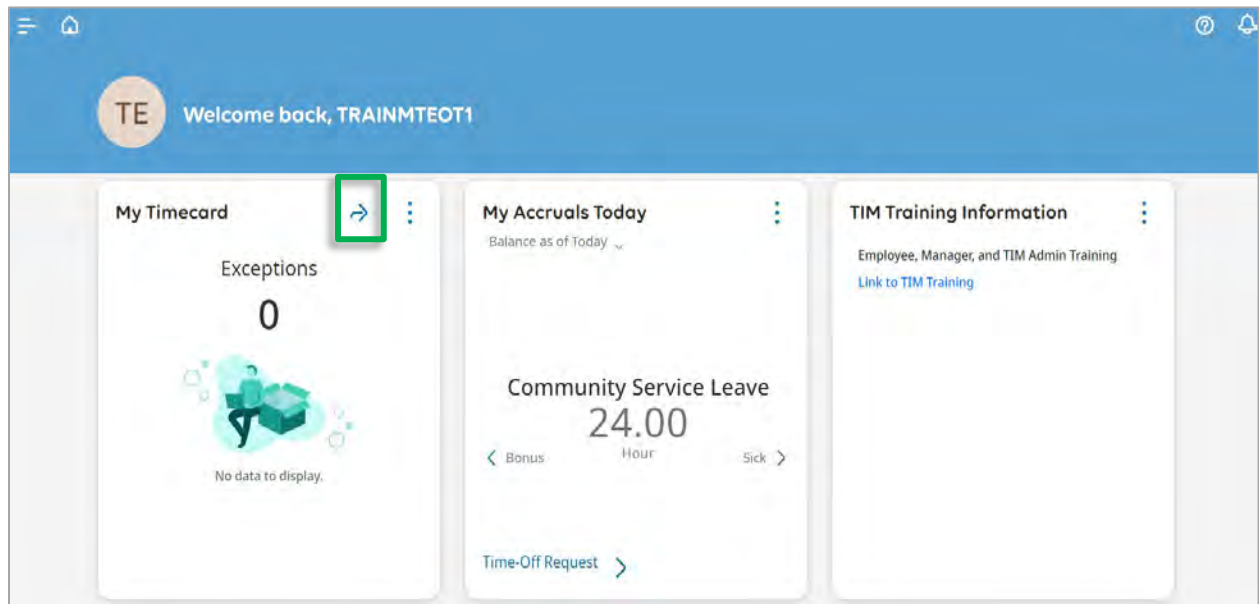 TE
Welcome back, TRAINMTEOT1
My Timecard
Exceptions
0
No data to display.
My Accruals Today
Balance as of Today
Community Service Leave
24.00
Hour
Bonus
Sick
Time-Off Request
TIM Training Information
Employee, Manager, and TIM Admin Training
Link to TIM Training